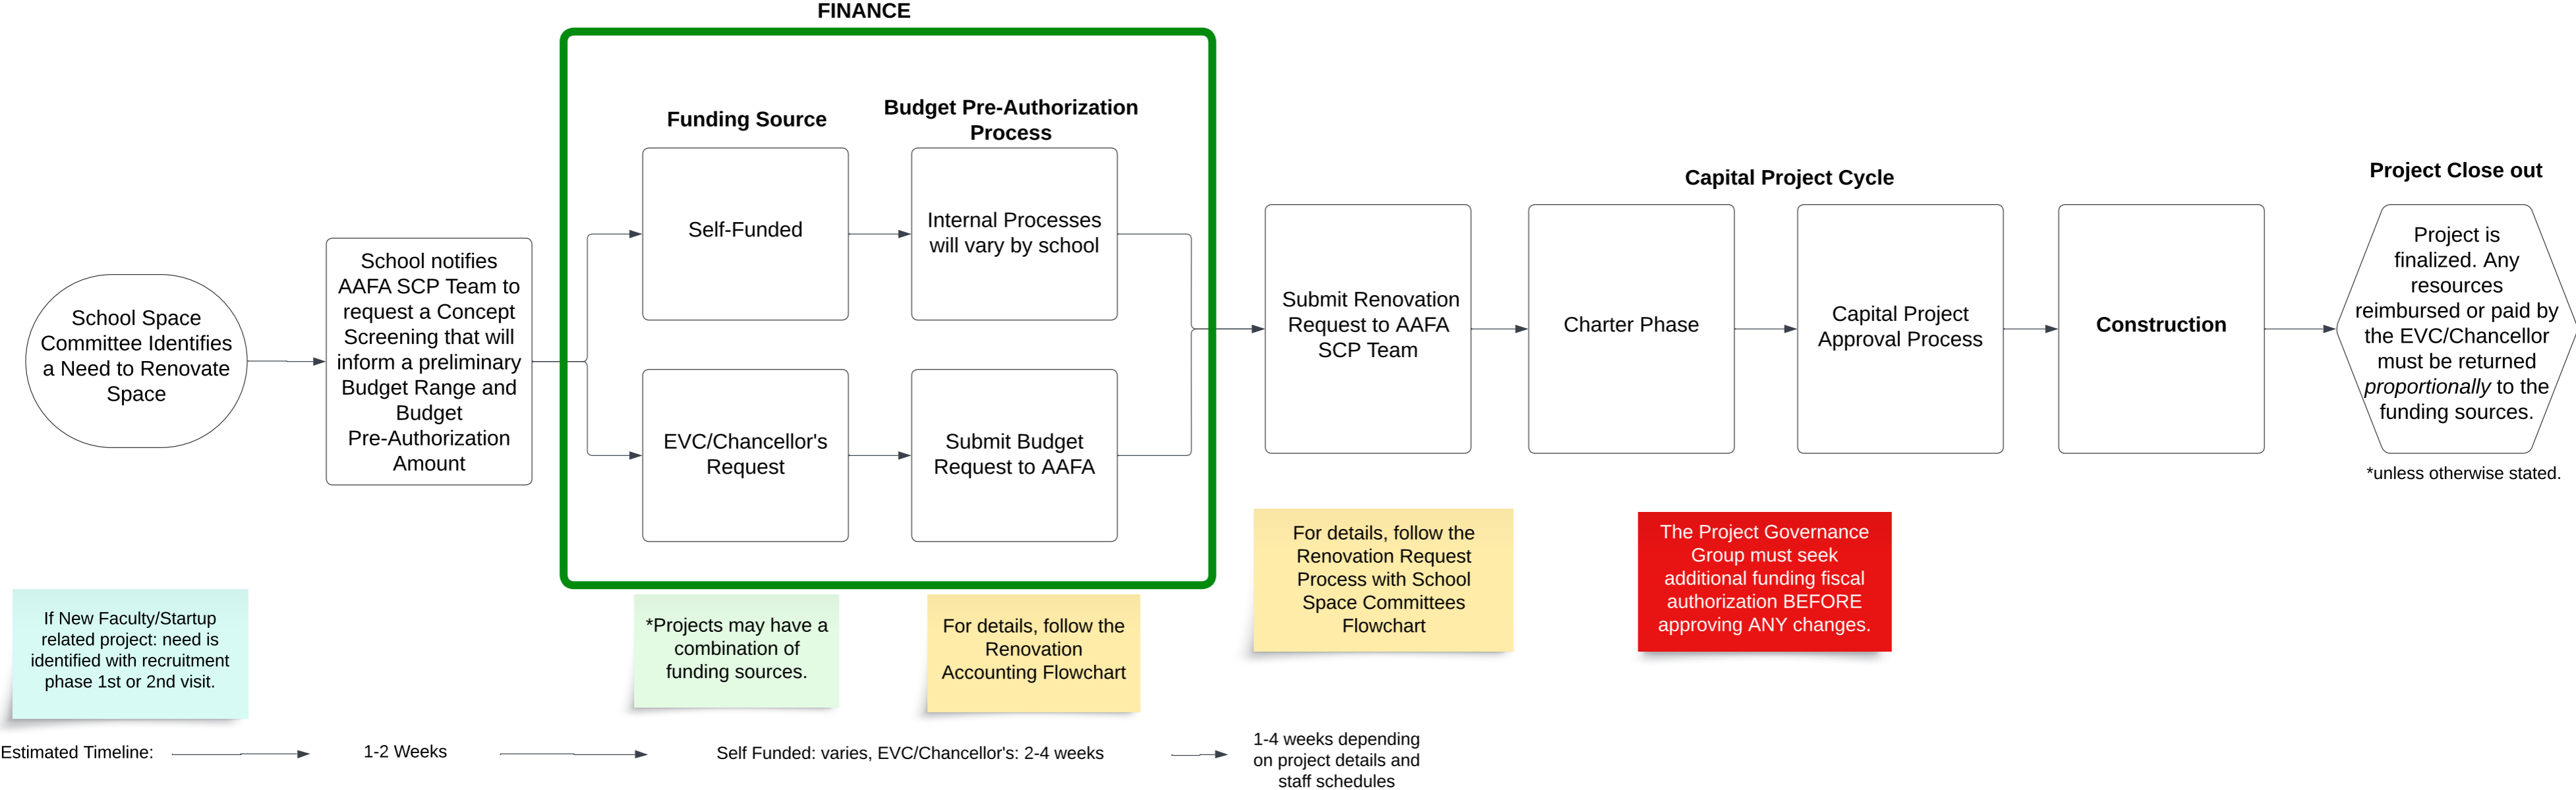 FINANCE
Funding Source
Budget Pre-Authorization
Process
Capital Project Cycle
Project Close out
School Space
Committee Identifies
a Need to Renovate
Space
School notifies
AAFA SCP Team to
request a Concept
Screening that will
inform a preliminary
Budget Range and
Budget
Pre-Authorization
Amount
Self-Funded
Internal Processes
will vary by school
EVC/Chancellor's
Request
Submit Budget
Request to AAFA
Submit Renovation
Request to AAFA
SCP Team
Charter Phase
Capital Project
Approval Process
Construction
Project is
finalized. Any
resources
reimbursed or paid by
the EVC/Chancellor
must be returned
proportionally to the
funding sources.
*unless otherwise stated.
If New Faculty/Startup
related project: need is
identified with recruitment
phase 1st or 2nd visit.
*Projects may have a
combination of
funding sources.
For details, follow the
Renovation
Accounting Flowchart
For details, follow the
Renovation Request
Process with School
Space Committees
Flowchart
The Project Governance
Group must seek
additional funding fiscal
authorization BEFORE
approving ANY changes.
Estimated Timeline:
1-2 Weeks
Self Funded: varies, EVC/Chancellor's: 2-4 weeks
1-4 weeks depending
on project details and
staff schedules